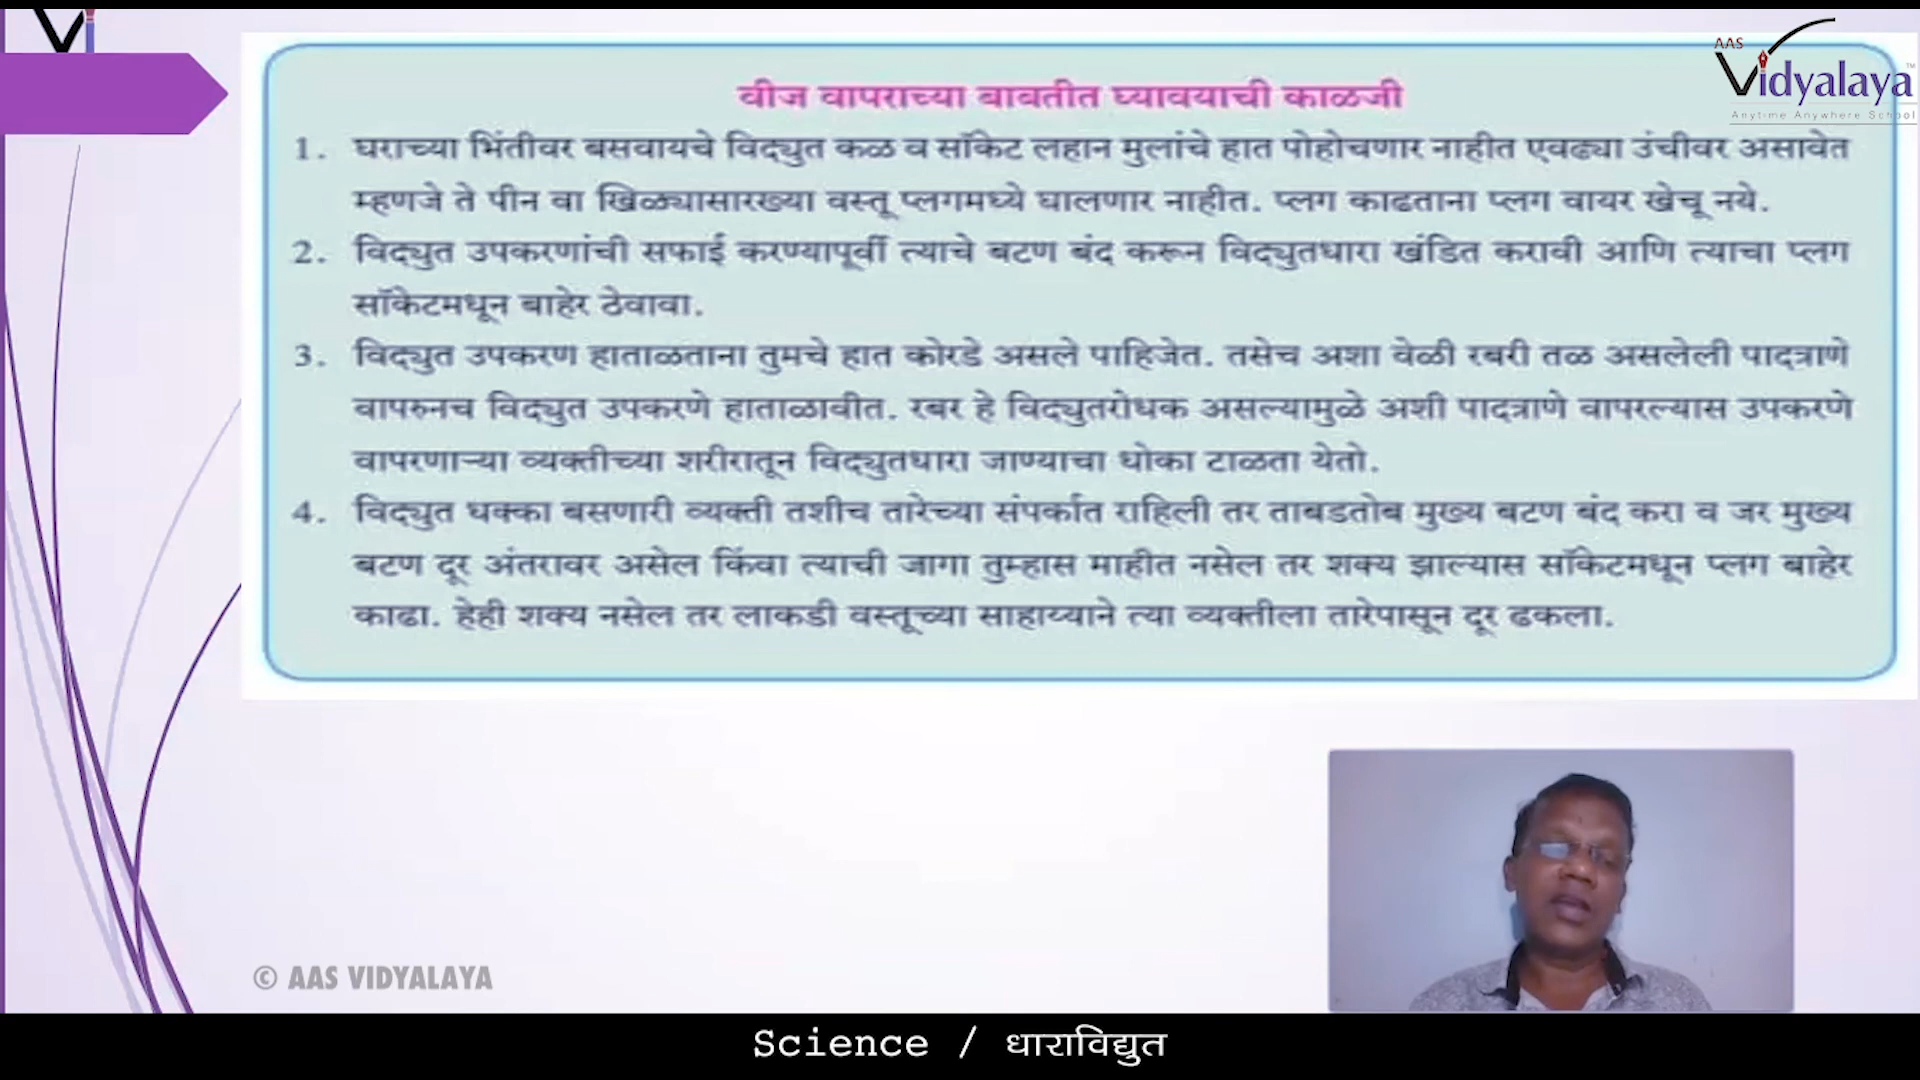 Vi
AAS
Vidyalaya
Anytime Anywhere School
वीज वापराच्या बाबतीत घ्यावयाची काळजी
1. घराच्या भिंतीवर बसवायचे विद्युत कळ व सॉकेट लहान मुलांचे हात पोहोचणार नाहीत एवढ्या उंचीवर असावेत
म्हणजे ते पीन वा खिळ्यासारख्या वस्तू प्लगमध्ये घालणार नाहीत. प्लग काढताना प्लग वायर खेचू नये.
2. विद्युत उपकरणांची सफाई करण्यापूर्वी त्याचे बटण बंद करून विद्युतधारा खंडित करावी आणि त्याचा प्लग
सॉकेटमधून बाहेर ठेवावा.
3. विद्युत उपकरण हाताळताना तुमचे हात कोरडे असले पाहिजेत. तसेच अशा वेळी रबरी तळ असलेली पादत्राणे
वापरुनच विद्युत उपकरणे हाताळावीत. रबर हे विद्युतरोधक असल्यामुळे अशी पादत्राणे वापरल्यास उपकरणे
वापरणाऱ्या व्यक्तीच्या शरीरातून विद्युतधारा जाण्याचा धोका टाळता येतो.
4. विद्युत धक्का बसणारी व्यक्ती तशीच तारेच्या संपर्कात राहिली तर ताबडतोब मुख्य बटण बंद करा व जर मुख्य
बटण दूर अंतरावर असेल किंवा त्याची जागा तुम्हास माहीत नसेल तर शक्य झाल्यास सॉकेटमधून प्लग बाहेर
काढा. हेही शक्य नसेल तर लाकडी वस्तूच्या साहाय्याने त्या व्यक्तीला तारेपासून दूर ढकला.
© AAS VIDYALAYA
Science / धाराविद्युत